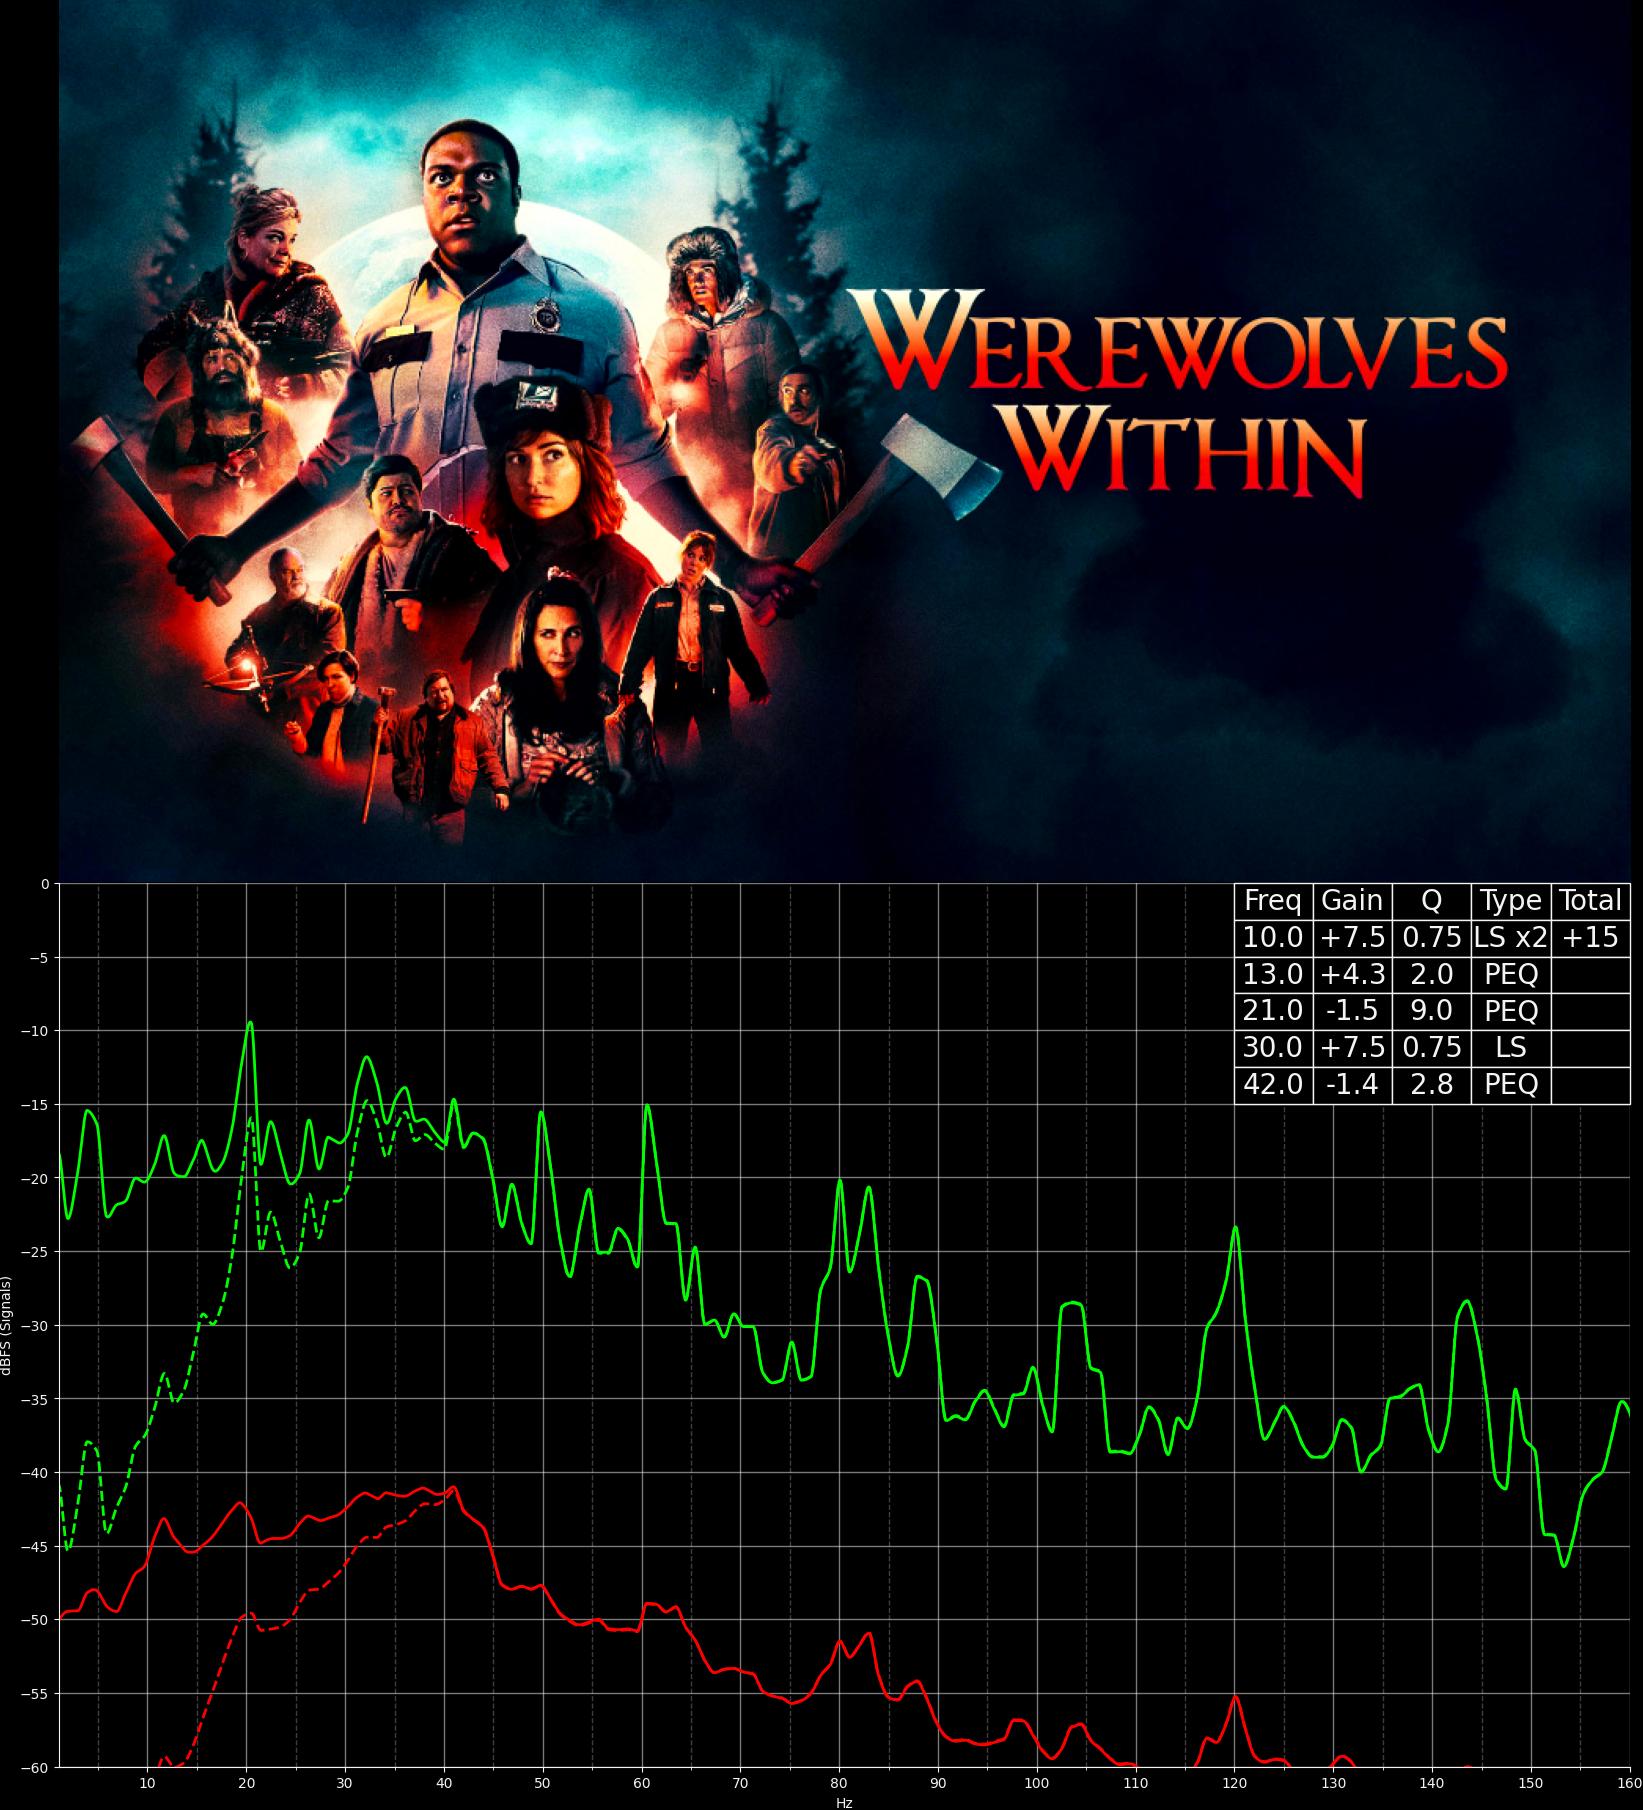 WEREWOLVES
WITHIN
Freq Gain Q Type Total
10.0 +7.5 0.75 LS x2 +15
13.0 +4.3 2.0 PEQ
21.0 -1.5 9.0 PEQ
30.0 +7.5 0.75 LS
42.0 -1.4 2.8 PEQ
0
−5
−10
−15
−20
−25
−30
−35
−40
−45
−50
−55
−60
dBFS (Signals)
10 20 30 40 50 60 70 80 90 100 110 120 130 140 150 160
Hz